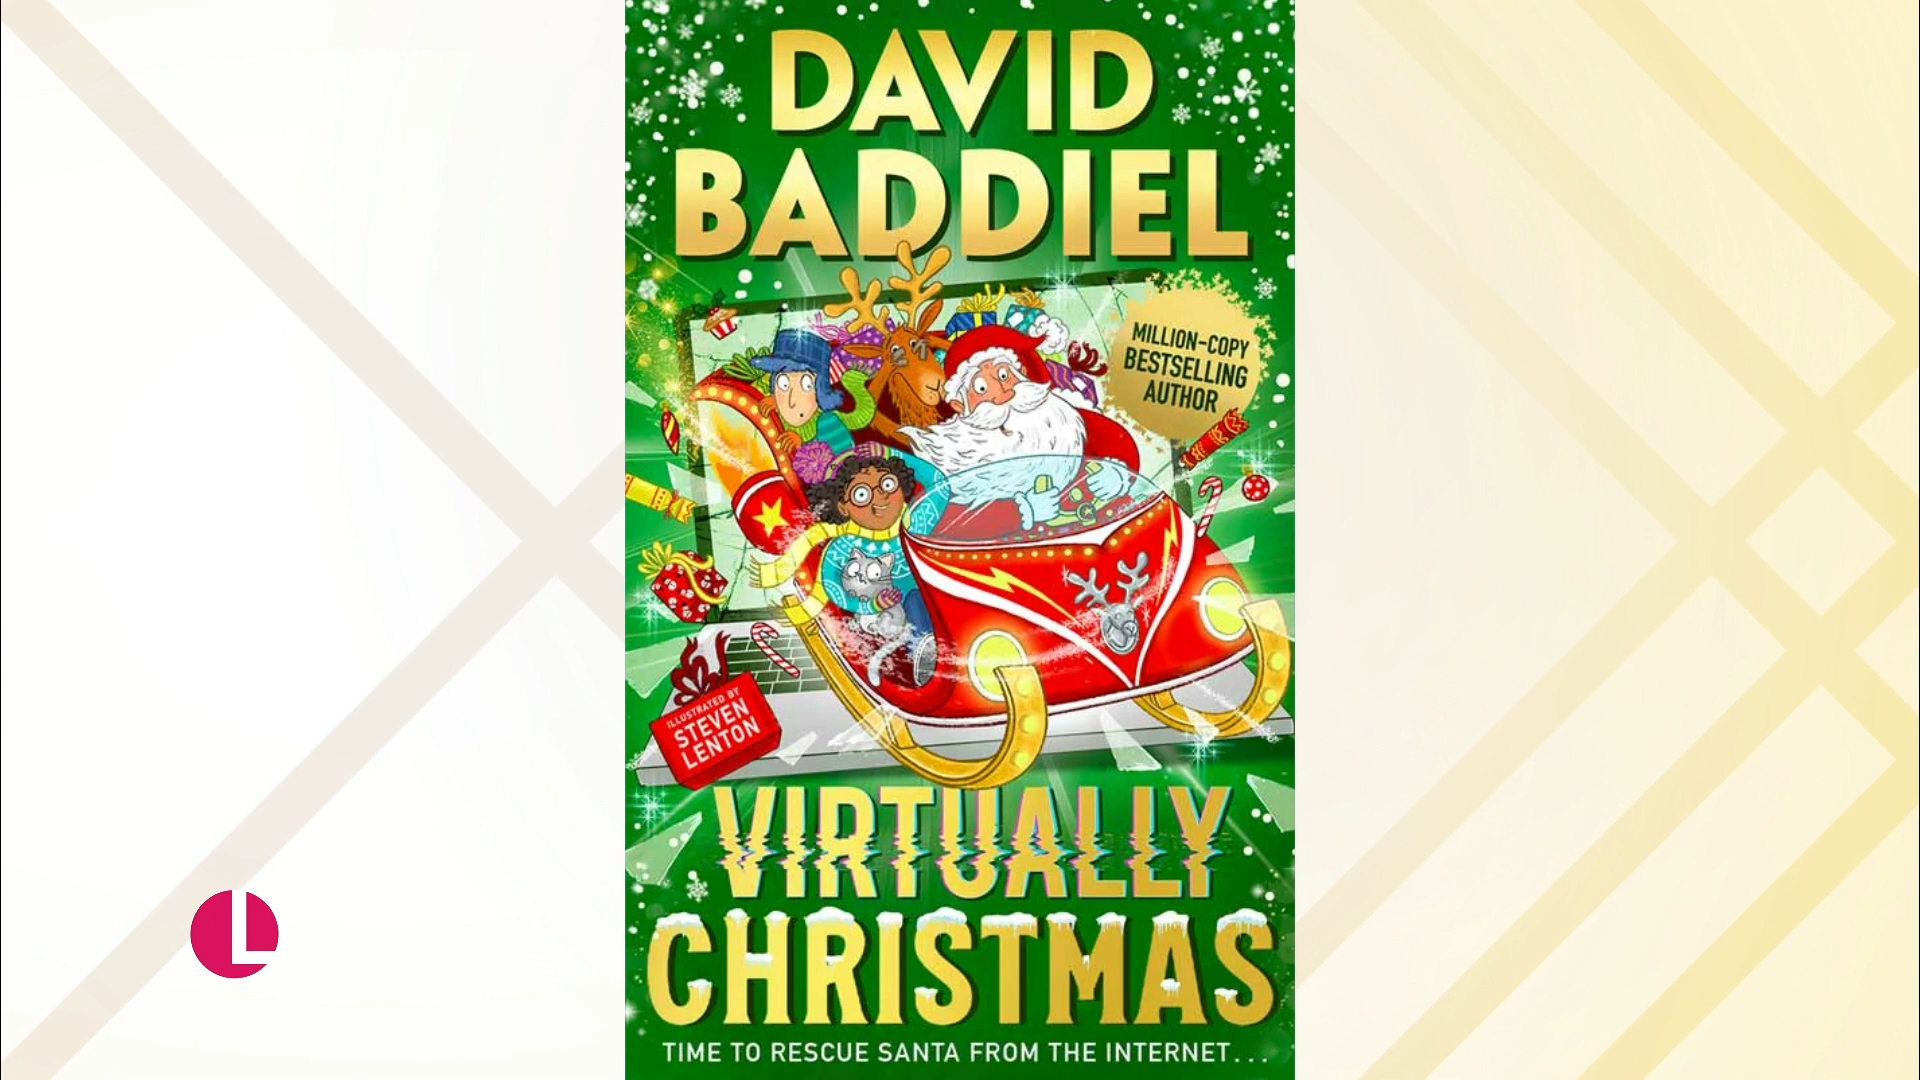 DAVID
BADDIEL
MILLION-COPY
BESTSELLING
AUTHOR
ILLUSTRATED BY
STEVEN
LENTON
VIRTUALLY
CHRISTMAS
TIME TO RESCUE SANTA FROM THE INTERNET...
L